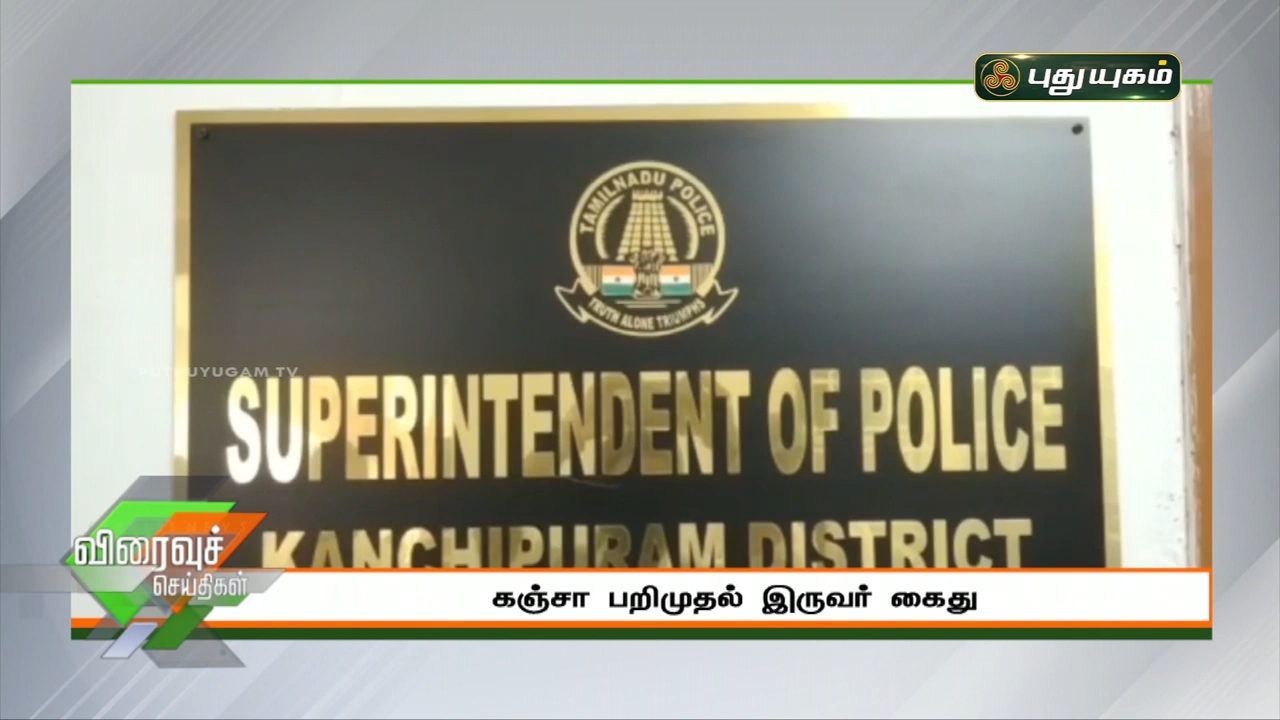 புதுயுகம்
TAMILNADU POLICE
TRUTH ALONE TRIUMPHS
PUTHUYUGAM TV
SUPERINTENDENT OF POLICE
KANCHIPURAM DISTRICT
விரைவுச்
செய்திகள்
கஞ்சா பறிமுதல் இருவர் கைது